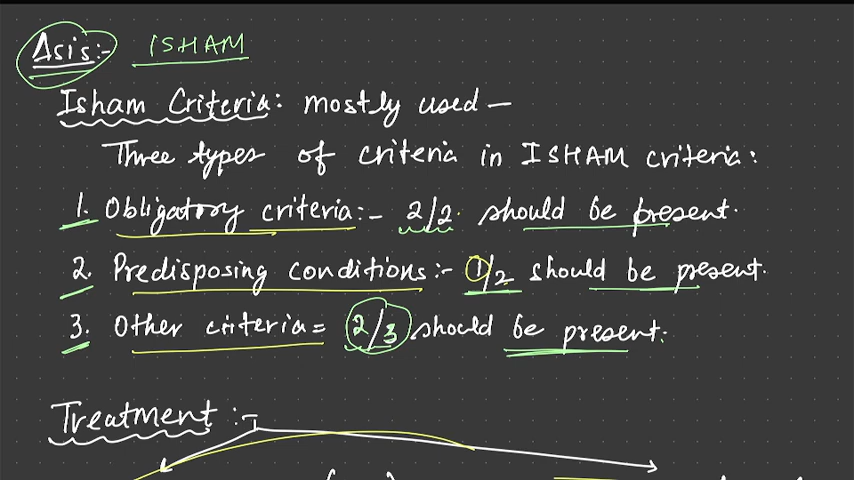 Asis:- ISHAM
Isham Criteria: mostly used —
Three types of criteria in ISHAM criteria:
1. Obligatory criteria:- 2/2 should be present.
2. Predisposing conditions:- 1/2 should be present.
3. Other criteria= 2/3 should be present.
Treatment:-